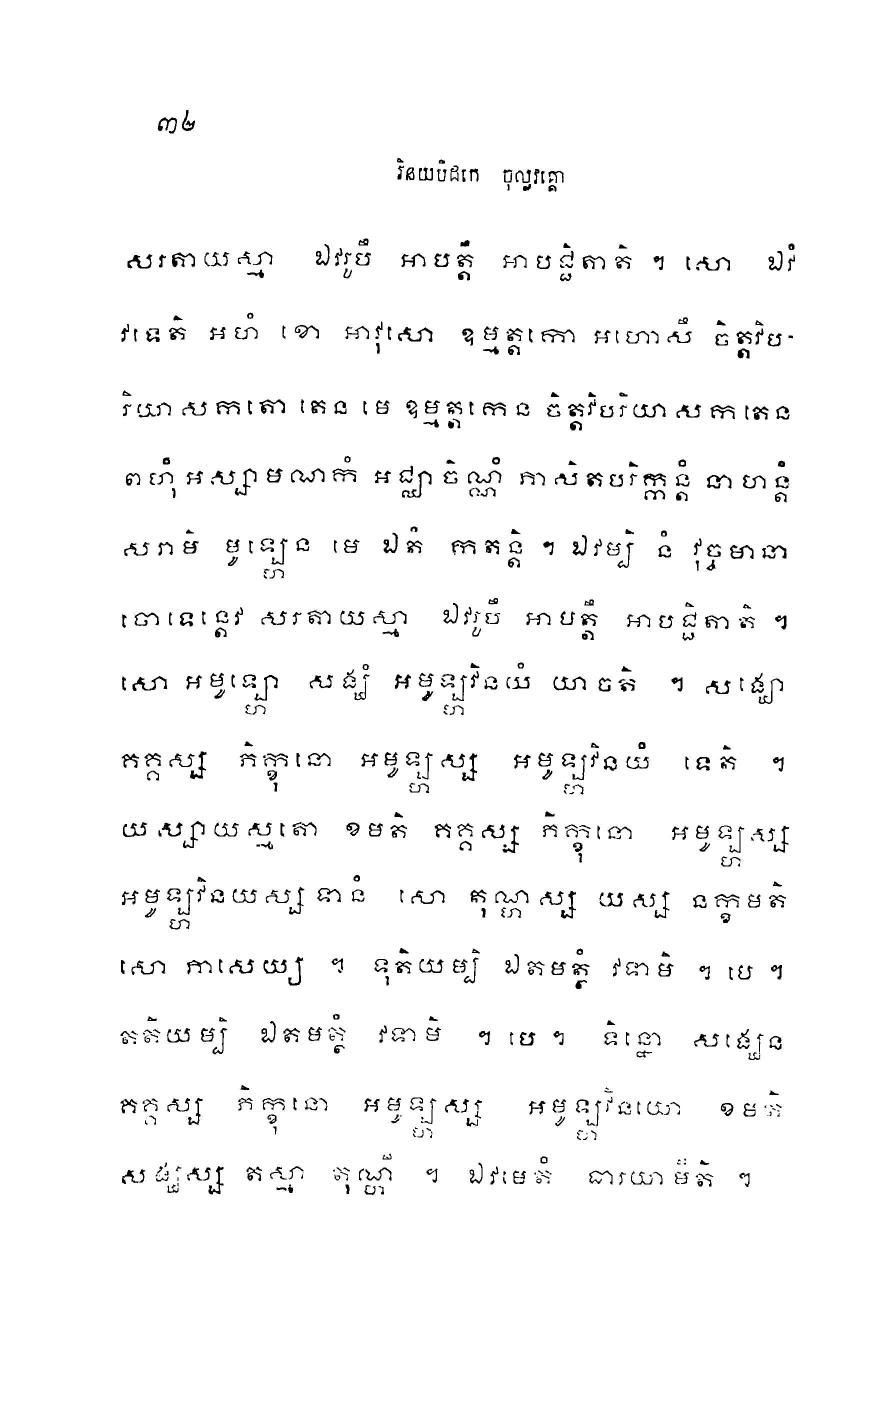 ៣២
វិនយបិដកេ ចុល្លវគ្គោ
សរតាយស្មា ឯវរូបឹ អាបត្តឹ អាបជ្ជិតាតិ ។ សោ ឯវំ
វទេតិ អហំ ខោ អាវុសោ ឧម្មត្តកោ អហោសឹ ចិត្តវិប-
រិយាសកតោ តេន មេ ឧម្មត្តកេន ចិត្តវិបរិយាសកតេន
ពហុំ អស្សាមណាកំ អជ្ឈាចិណ្ណំ ភាសិតបរិក្កន្តំ នាហន្តំ
សរាមិ មូឡ្ហេន មេ ឯតំ កតន្តិ ។ ឯវម្បិ នំ វុច្ចមានា
ចោទេន្តេវ សរតាយស្មា ឯវរូបឹ អាបត្តឹ អាបជ្ជិតាតិ ។
សោ អមូឡ្ហោ សង្ឃំ អមូឡ្ហវិនយំ យាចតិ ។ សង្ឃោ
គគ្គស្ស ភិក្ខុនោ អមូឡ្ហស្ស អមូឡ្ហវិនយំ ទេតិ ។
យស្សាយស្មតោ ខមតិ គគ្គស្ស ភិក្ខុនោ អមូឡ្ហស្ស
អមូឡ្ហវិនយស្ស ទានំ សោ តុណ្ហស្ស យស្ស នក្ខមតិ
សោ ភាសេយ្យ ។ ទុតិយម្បិ ឯតមត្ថំ វទាមិ ។ បេ ។
តតិយម្បិ ឯតមត្ថំ វទាមិ ។ បេ ។ ទិន្នោ សង្ឃេន
គគ្គស្ស ភិក្ខុនោ អមូឡ្ហស្ស អមូឡ្ហវិនយោ ខមតិ
សង្ឃស្ស តស្មា តុណ្ហី ។ ឯវមេតំ ធារយាមីតិ ។